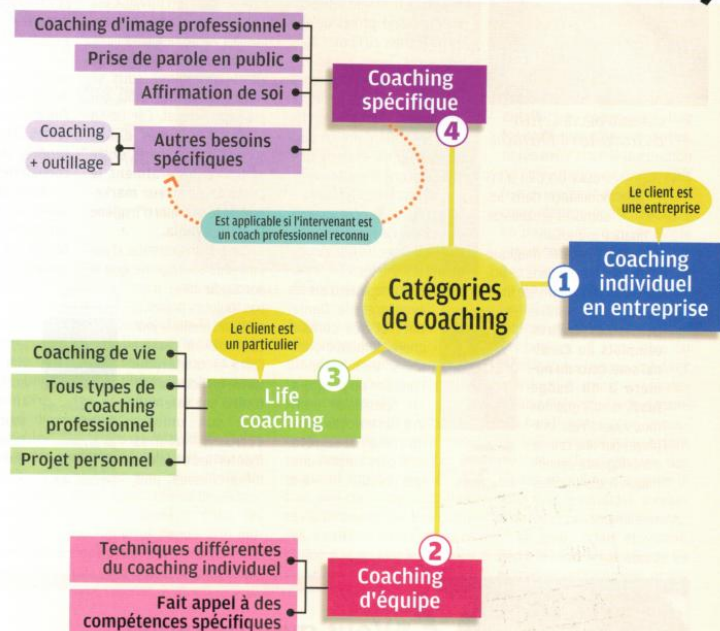 Coaching d'image professionnel
Prise de parole en public
Affirmation de soi
Autres besoins
spécifiques
Coaching
+ outillage
Coaching
spécifique
4
Est applicable si l'intervenant est
un coach professionnel reconnu
Le client est
une entreprise
Coaching
individuel
en entreprise
1
Catégories
de coaching
Le client est
un particulier
3
Life
coaching
Coaching de vie
Tous types de
coaching
professionnel
Projet personnel
2
Coaching
d'équipe
Techniques différentes
du coaching individuel
Fait appel à des
compétences spécifiques